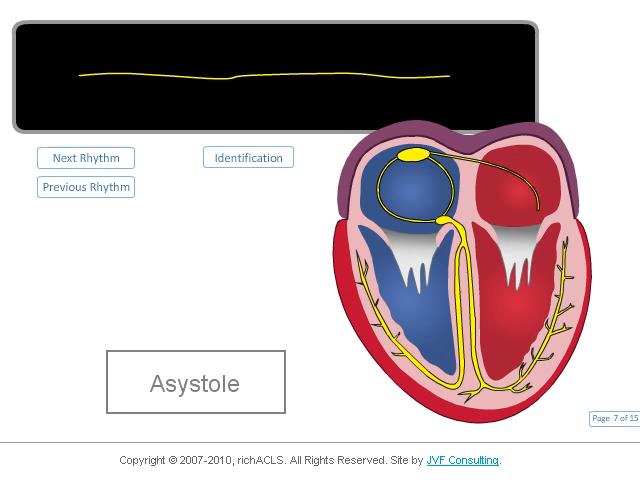 Next Rhythm
Identification
Previous Rhythm
Asystole
Page 7 of 15
Copyright © 2007-2010, richACLS. All Rights Reserved. Site by JVF Consulting.